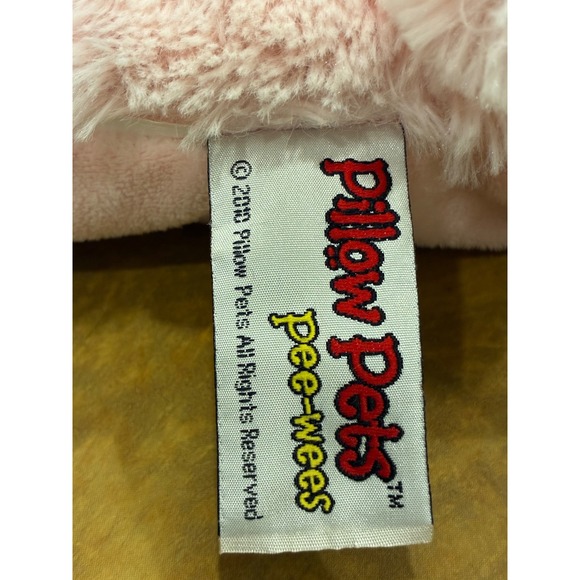 pillow pets™
pee-wees
© 2010 Pillow Pets All Rights Reserved